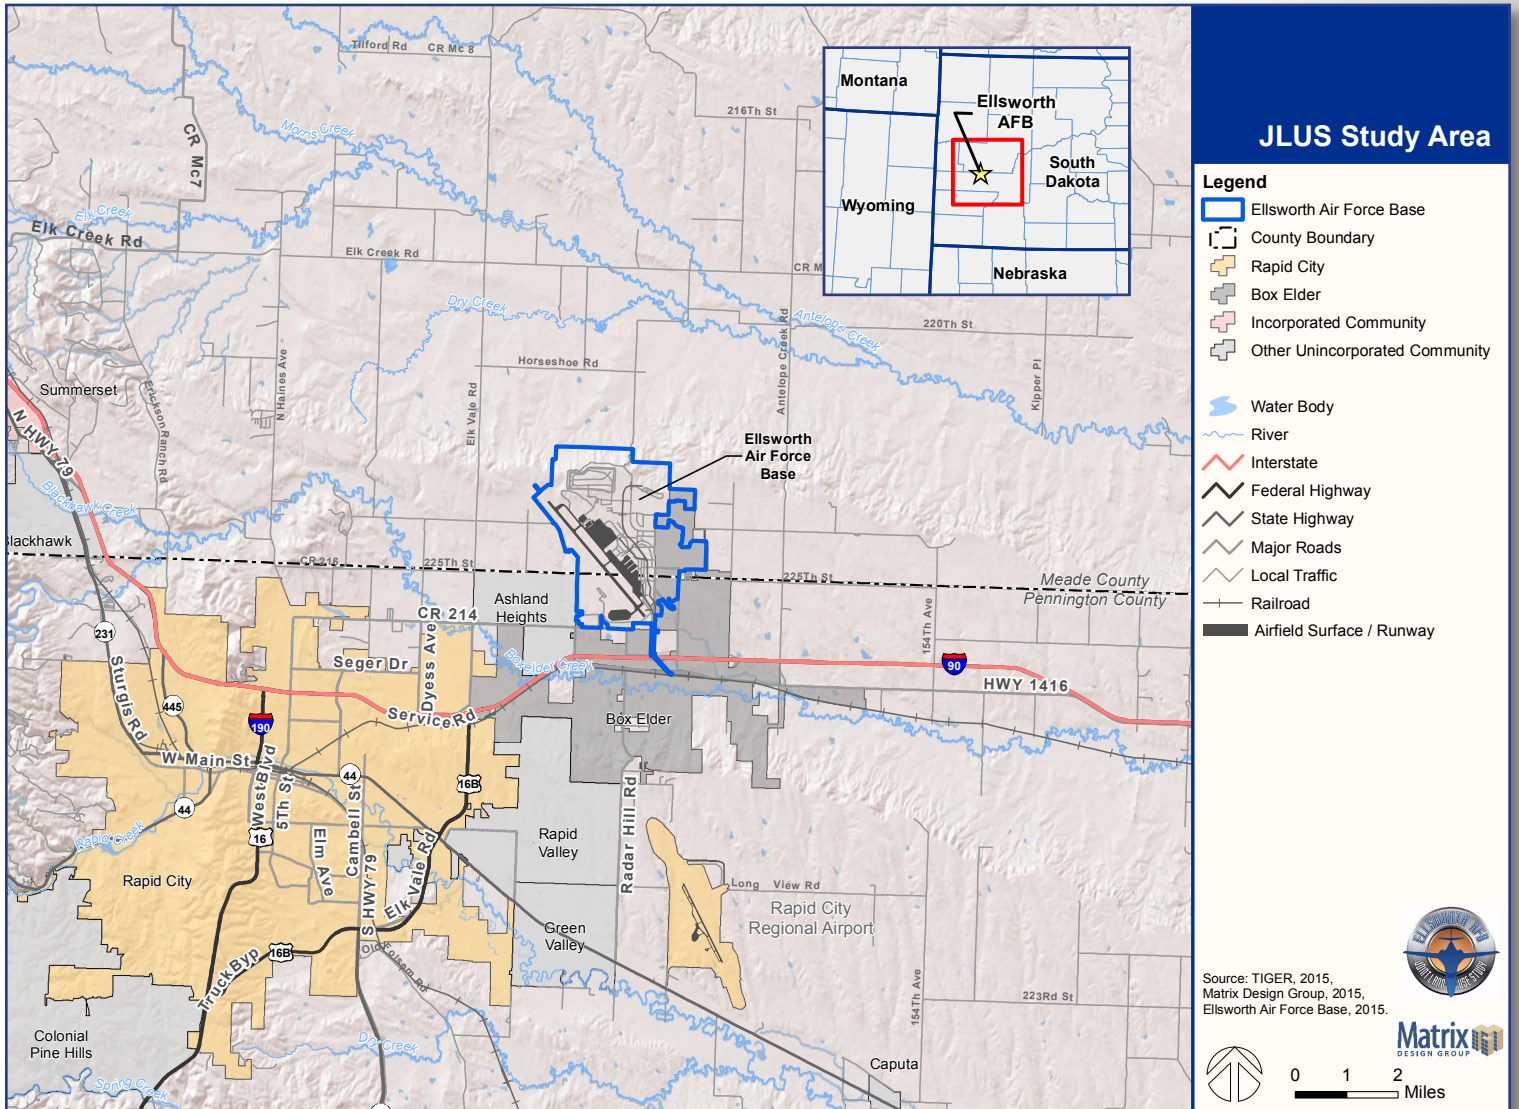 JLUS Study Area
Legend
Ellsworth Air Force Base
County Boundary
Rapid City
Box Elder
Incorporated Community
Other Unincorporated Community
Water Body
River
Interstate
Federal Highway
State Highway
Major Roads
Local Traffic
Railroad
Airfield Surface / Runway
Source: TIGER, 2015,
Matrix Design Group, 2015,
Ellsworth Air Force Base, 2015.
ELLSWORTH AFB
Matrix
DESIGN GROUP
0 1 2
Miles
Montana
Ellsworth
AFB
South
Dakota
Wyoming
Nebraska
Tilford Rd
CR Mc 8
216Th St
Morris Creek
CR Mc7
Elk Creek
Elk Creek Rd
Elk Creek Rd
CR M
Dry Creek
Antelope Creek
220Th St
Horseshoe Rd
Antelope Creek Rd
Kipper Pl
N Haines Ave
Elk Vale Rd
Erickson Ranch Rd
Summerset
N HWY 79
Ellsworth
Air Force
Base
Blackhawk Creek
Blackhawk
CR 216
225Th St
225Th St
Meade County
Pennington County
Ashland
Heights
CR 214
154Th Ave
Seger Dr
Dyess Ave
Boxelder Creek
90
HWY 1416
231
Sturgis Rd
445
190
Service Rd
Box Elder
W Main St
West Blvd
5Th St
44
16B
44
16
Cambell St
Elm Ave
Rapid Creek
Rapid City
S HWY 79
Elk Vale Rd
Rapid
Valley
Radar Hill Rd
Long View Rd
Rapid City
Regional Airport
Green
Valley
16B
Truck Byp
Old Folsom Rd
154Th Ave
223Rd St
Colonial
Pine Hills
Dry Creek
Spring Creek
Caputa